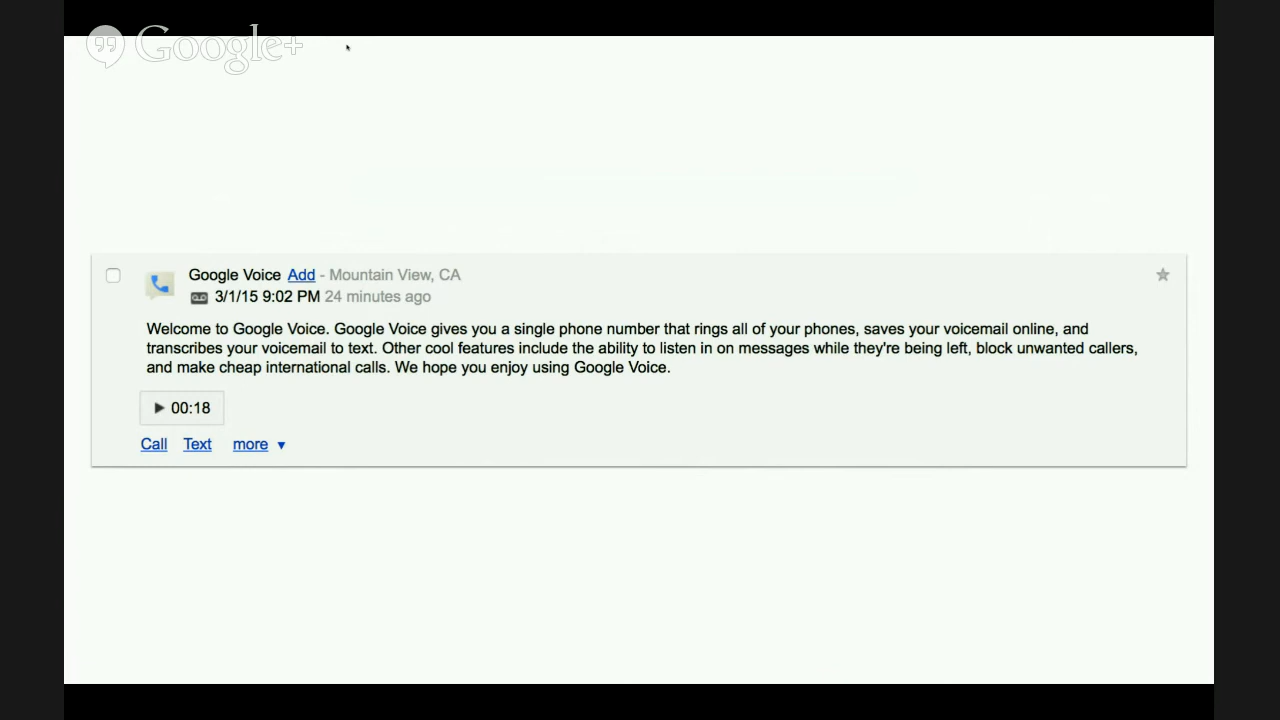 Google+
Google Voice Add - Mountain View, CA
3/1/15 9:02 PM 24 minutes ago
Welcome to Google Voice. Google Voice gives you a single phone number that rings all of your phones, saves your voicemail online, and
transcribes your voicemail to text. Other cool features include the ability to listen in on messages while they're being left, block unwanted callers,
and make cheap international calls. We hope you enjoy using Google Voice.
00:18
Call Text more